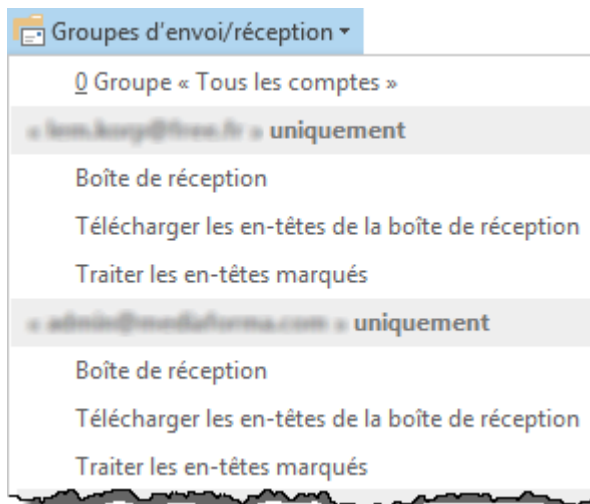 Groupes d'envoi/réception
0 Groupe « Tous les comptes »
uniquement
Boîte de réception
Télécharger les en-têtes de la boîte de réception
Traiter les en-têtes marqués
uniquement
Boîte de réception
Télécharger les en-têtes de la boîte de réception
Traiter les en-têtes marqués